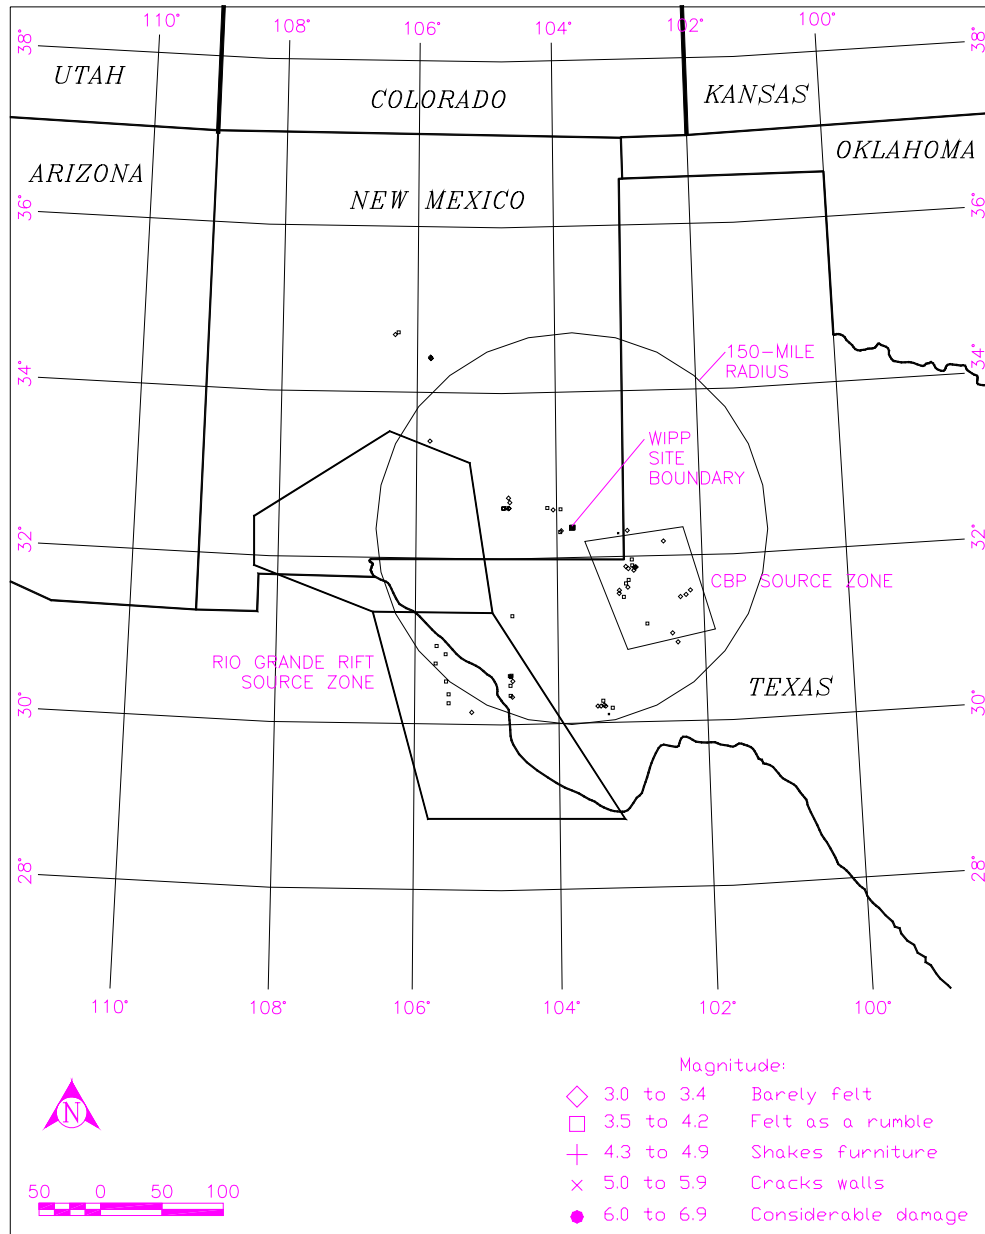 110°
108°
106°
104°
102°
100°
38°
38°
UTAH
COLORADO
KANSAS
OKLAHOMA
ARIZONA
NEW MEXICO
36°
36°
150-MILE
RADIUS
34°
34°
WIPP
SITE
BOUNDARY
32°
32°
CBP SOURCE ZONE
RIO GRANDE RIFT
SOURCE ZONE
TEXAS
30°
30°
28°
28°
110°
108°
106°
104°
102°
100°
Magnitude:
3.0 to 3.4 Barely felt
3.5 to 4.2 Felt as a rumble
4.3 to 4.9 Shakes furniture
5.0 to 5.9 Cracks walls
6.0 to 6.9 Considerable damage
N
50 0 50 100